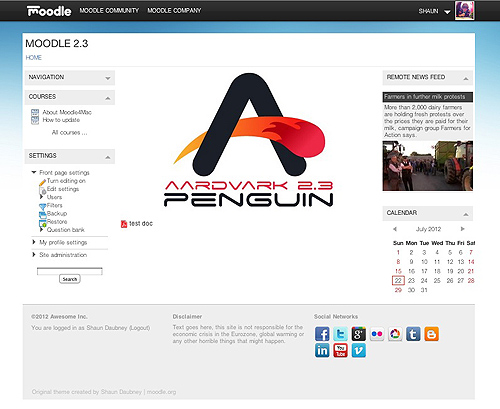 moodle MOODLE COMMUNITY MOODLE COMPANY SHAUN
MOODLE 2.3
HOME
NAVIGATION
COURSES
About Moodle4Mac
How to update
All courses ...
SETTINGS
Front page settings
Turn editing on
Edit settings
Users
Filters
Backup
Restore
Question bank
My profile settings
Site administration
Search
AARDVARK 2.3
PENGUIN
test doc
REMOTE NEWS FEED
Farmers in further milk protests
More than 2,000 dairy farmers
are holding fresh protests over
the prices they are paid for their
milk, campaign group Farmers for
Action says.
CALENDAR
July 2012
Sun Mon Tue Wed Thu Fri Sat
1 2 3 4 5 6 7
8 9 10 11 12 13 14
15 16 17 18 19 20 21
22 23 24 25 26 27 28
29 30 31
©2012 Awesome Inc.
You are logged in as Shaun Daubney (Logout)
Disclaimer
Text goes here, this site is not responsible for the
economic crisis in the Eurozone, global warming or
any other horrible things that might happen.
Social Networks
You Tube
Original theme created by Shaun Daubney | moodle.org